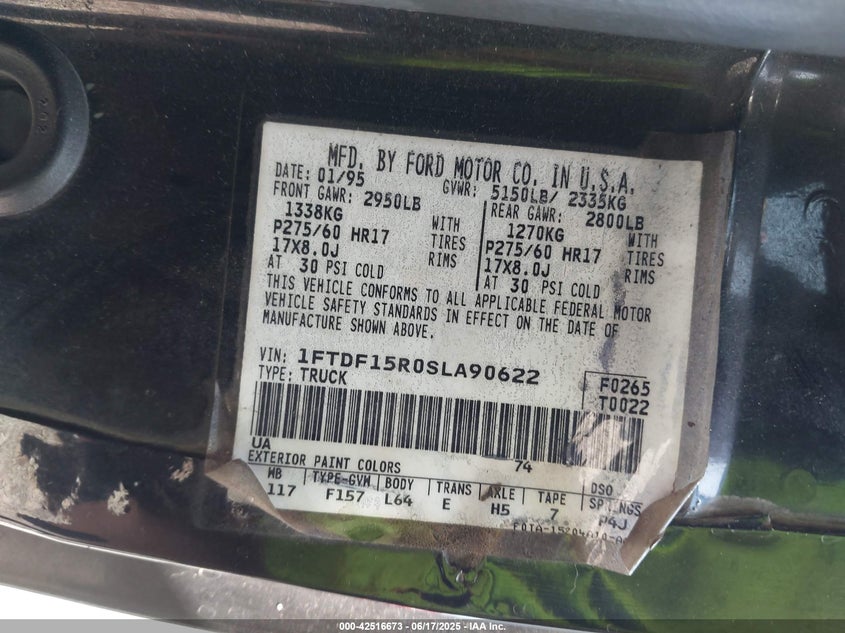 MFD. BY FORD MOTOR CO. IN U.S.A.
DATE: 01/95 GVWR: 5150LB/ 2335KG
FRONT GAWR: 2950LB REAR GAWR: 2800LB
1338KG WITH 1270KG WITH
P275/60 HR17 TIRES P275/60 HR17 TIRES
17X8.0J RIMS 17X8.0J RIMS
AT 30 PSI COLD AT 30 PSI COLD
THIS VEHICLE CONFORMS TO ALL APPLICABLE FEDERAL MOTOR
VEHICLE SAFETY STANDARDS IN EFFECT ON THE DATE OF
MANUFACTURE SHOWN ABOVE.
VIN: 1FTDF15R0SLA90622 F0265
TYPE: TRUCK T0022
UA 74
EXTERIOR PAINT COLORS DSO
WB TYPE-GVM BODY TRANS AXLE TAPE SPRINGS
117 F157 L64 E H5 7 P4J
000-42516673 - 06/17/2025 - IAA Inc.